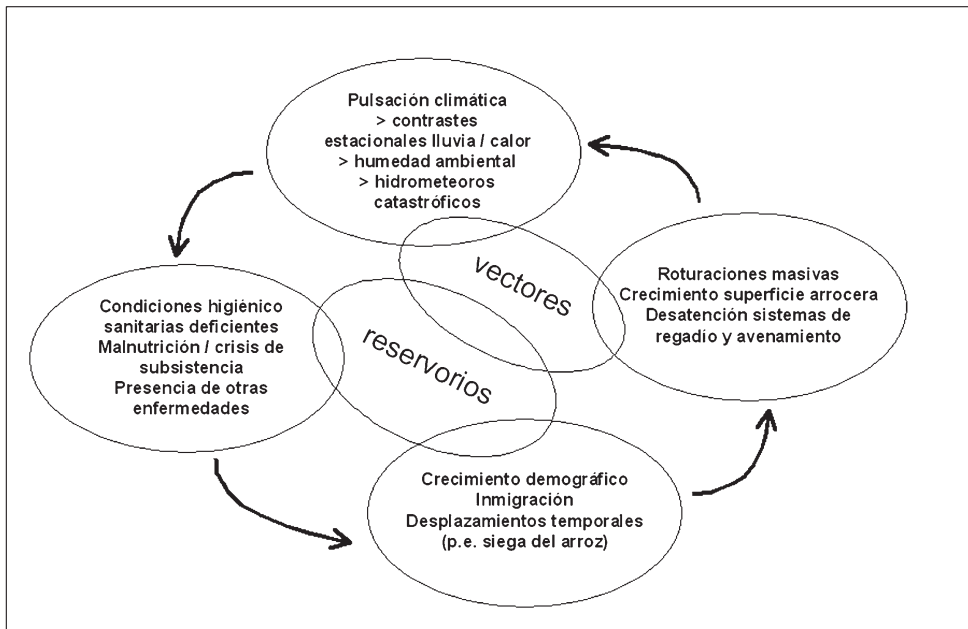 Pulsación climática
> contrastes
estacionales lluvia / calor
> humedad ambiental
> hidrometeoros
catastróficos
vectores
Roturaciones masivas
Crecimiento superficie arrocera
Desatención sistemas de
regadio y avenamiento
Condiciones higiénico
sanitarias deficientes
Malnutrición / crisis de
subsistencia
Presencia de otras
enfermedades
reservorios
Crecimiento demográfico
Inmigración
Desplazamientos temporales
(p.e. siega del arroz)